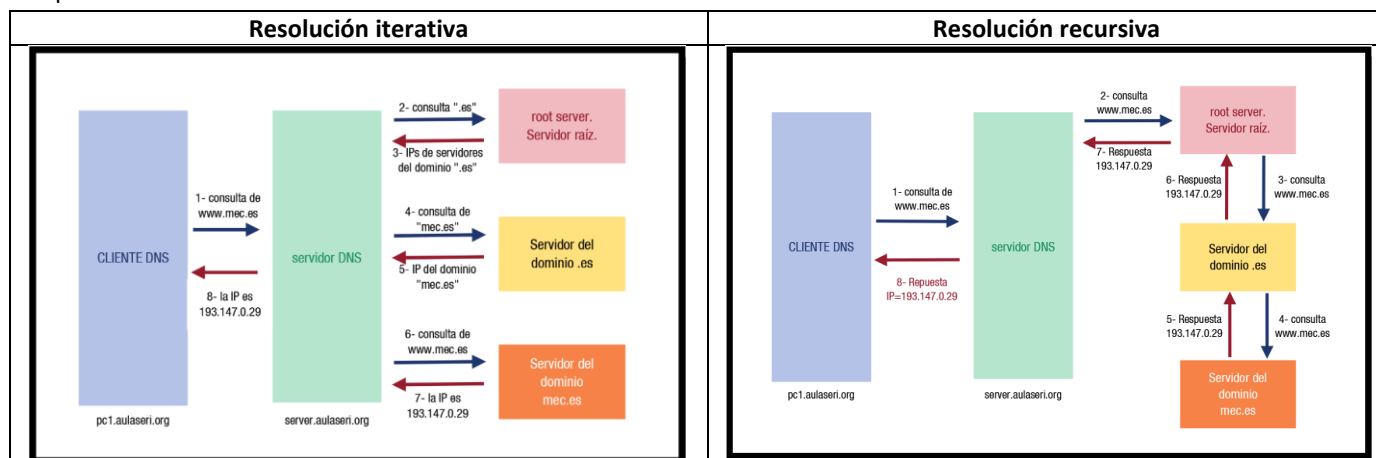 Resolución iterativa
Resolución recursiva
2- consulta ".es"
root server.
Servidor raíz.
3- IPs de servidores
del dominio ".es"
1- consulta de
www.mec.es
4- consulta de
"mec.es"
CLIENTE DNS
servidor DNS
Servidor del
dominio .es
5- IP del dominio
"mec.es"
8- la IP es
193.147.0.29
6- consulta de
www.mec.es
Servidor del
dominio
mec.es
7- la IP es
193.147.0.29
pc1.aulaseri.org
server.aulaseri.org
2- consulta
www.mec.es
root server.
Servidor raíz.
7- Respuesta
193.147.0.29
6- Respuesta
193.147.0.29
3- consulta
www.mec.es
1- consulta de
www.mec.es
CLIENTE DNS
servidor DNS
Servidor del
dominio .es
8- Repuesta
IP=193.147.0.29
5- Respuesta
193.147.0.29
4- consulta
www.mec.es
Servidor del
dominio
mec.es
pc1.aulaseri.org
server.aulaseri.org